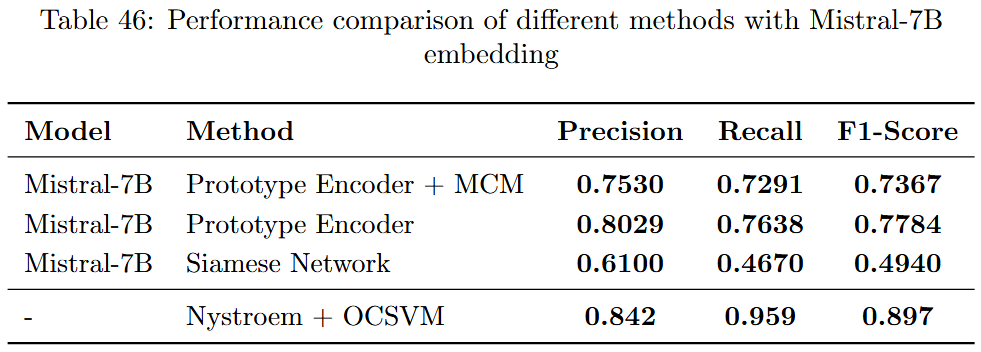 Table 46: Performance comparison of different methods with Mistral-7B
embedding
Model Method Precision Recall F1-Score
Mistral-7B Prototype Encoder + MCM 0.7530 0.7291 0.7367
Mistral-7B Prototype Encoder 0.8029 0.7638 0.7784
Mistral-7B Siamese Network 0.6100 0.4670 0.4940
- Nystroem + OCSVM 0.842 0.959 0.897